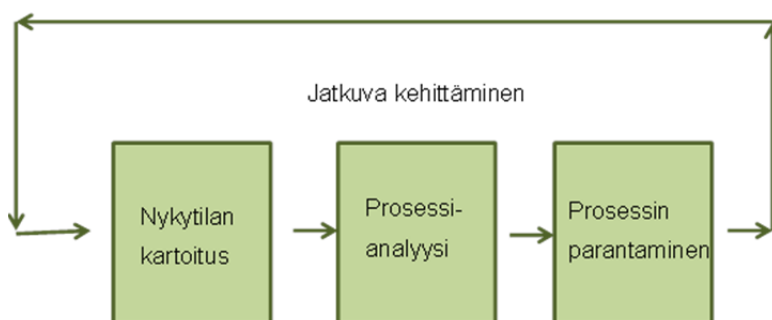 Jatkuva kehittäminen
Nykytilan
kartoitus
Prosessi-
analyysi
Prosessin
parantaminen